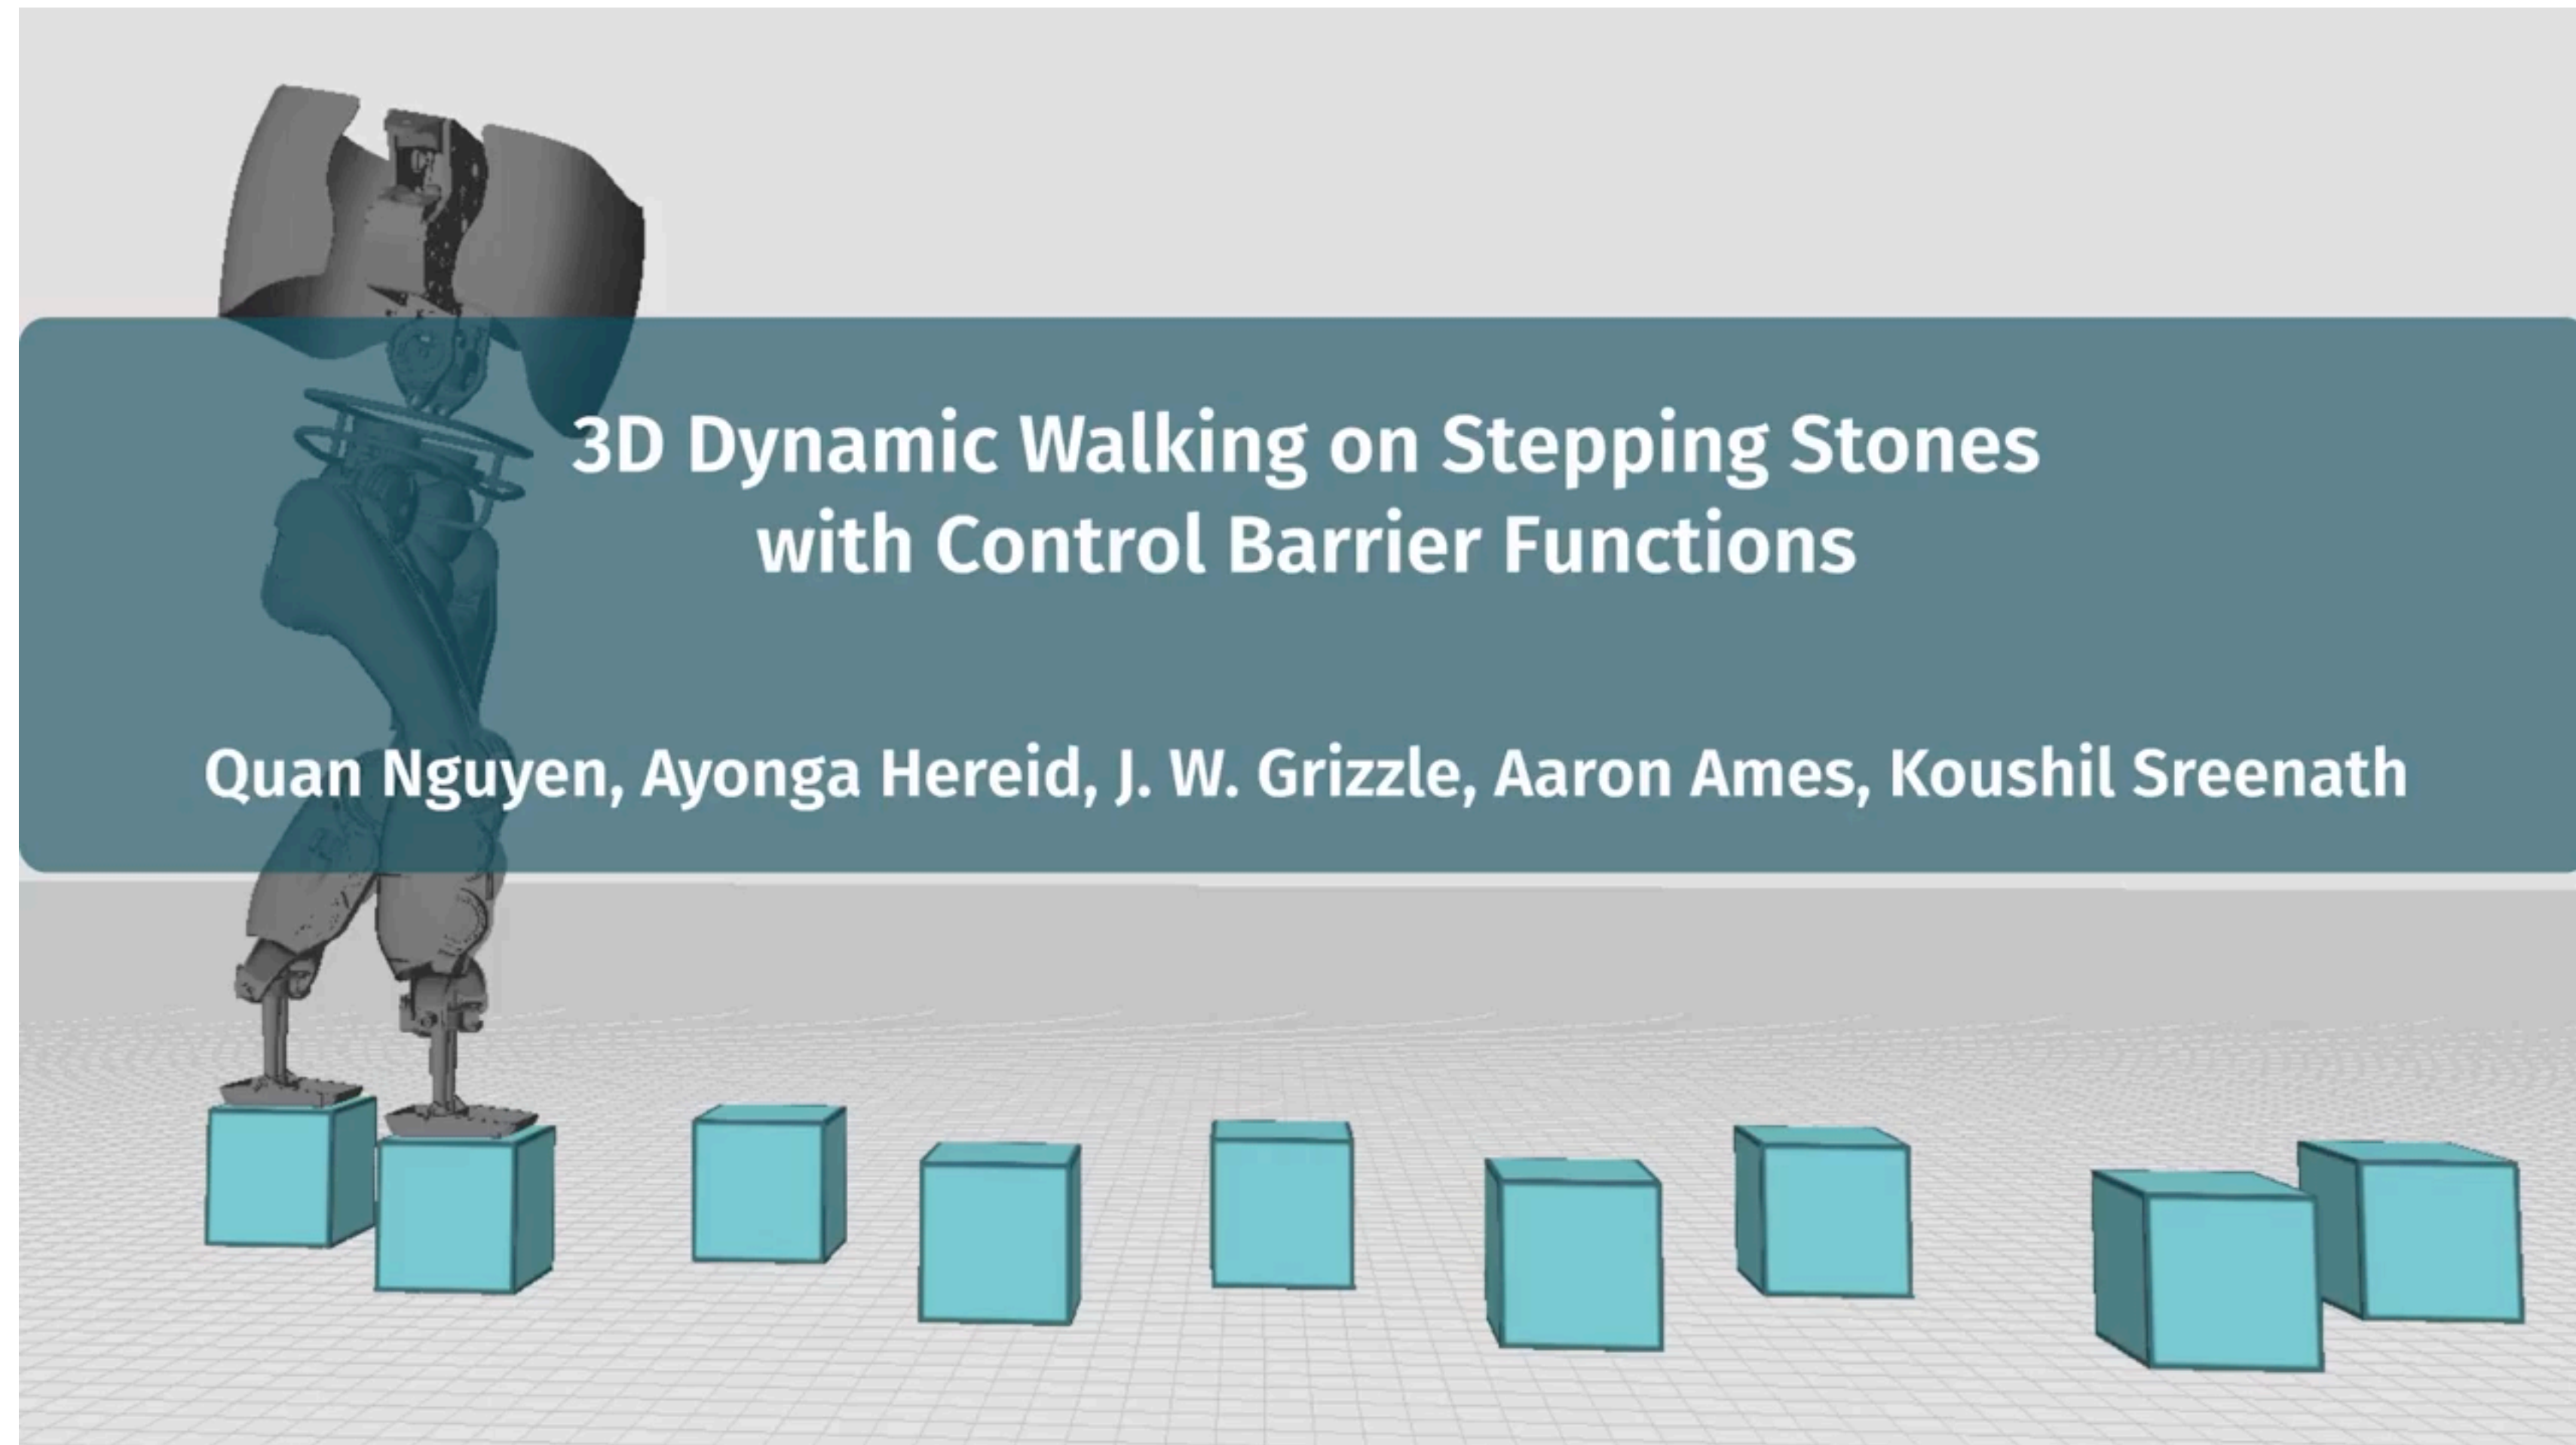 3D Dynamic Walking on Stepping Stones
with Control Barrier Functions
Quan Nguyen, Ayonga Hereid, J. W. Grizzle, Aaron Ames, Koushil Sreenath